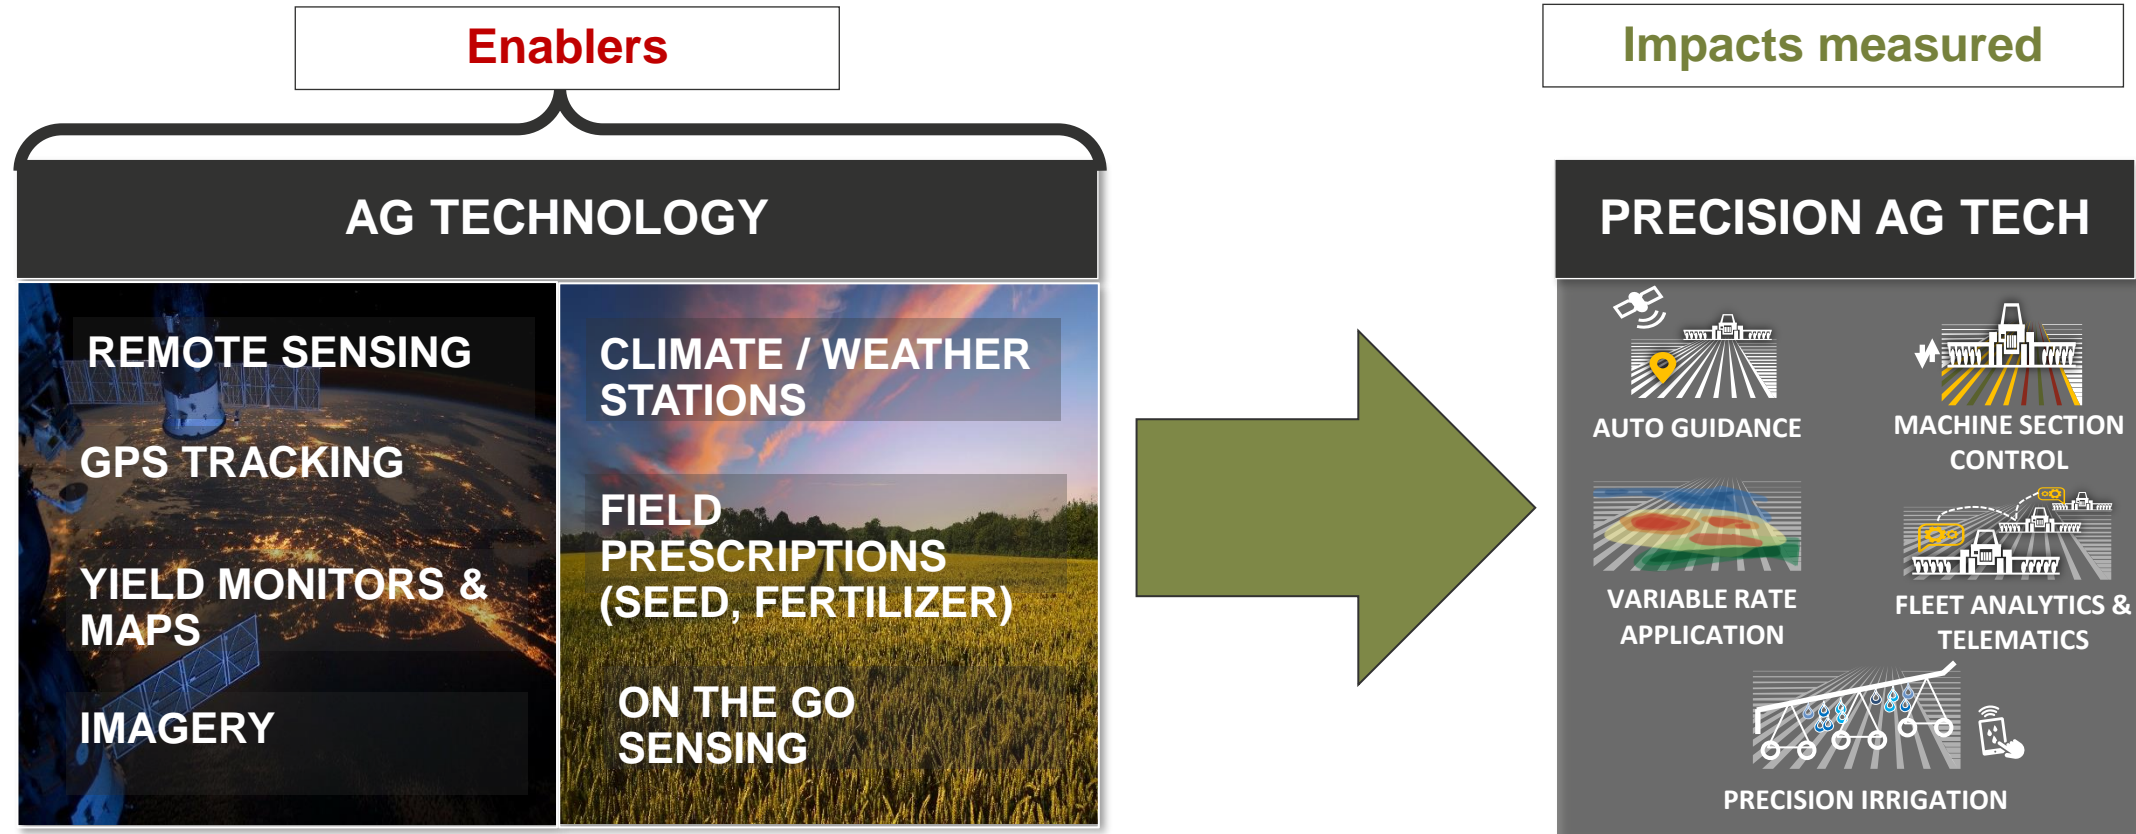 Enablers
Impacts measured
AG TECHNOLOGY
REMOTE SENSING
GPS TRACKING
YIELD MONITORS &
MAPS
IMAGERY
CLIMATE / WEATHER
STATIONS
FIELD
PRESCRIPTIONS
(SEED, FERTILIZER)
ON THE GO
SENSING
PRECISION AG TECH
AUTO GUIDANCE
MACHINE SECTION
CONTROL
VARIABLE RATE
APPLICATION
FLEET ANALYTICS &
TELEMATICS
PRECISION IRRIGATION